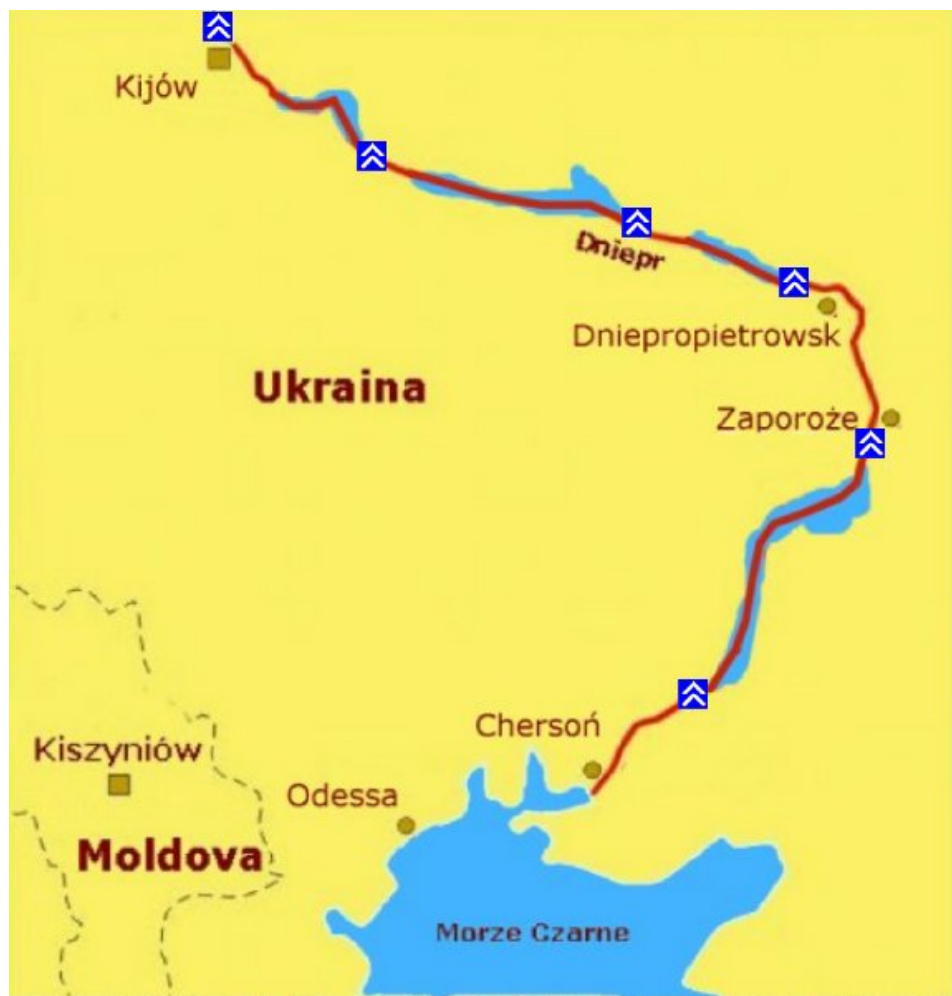 Kijów
Dniepr
Dniepropietrowsk
Ukraina
Zaporoże
Chersoń
Kiszyniów
Odessa
Moldova
Morze Czarne